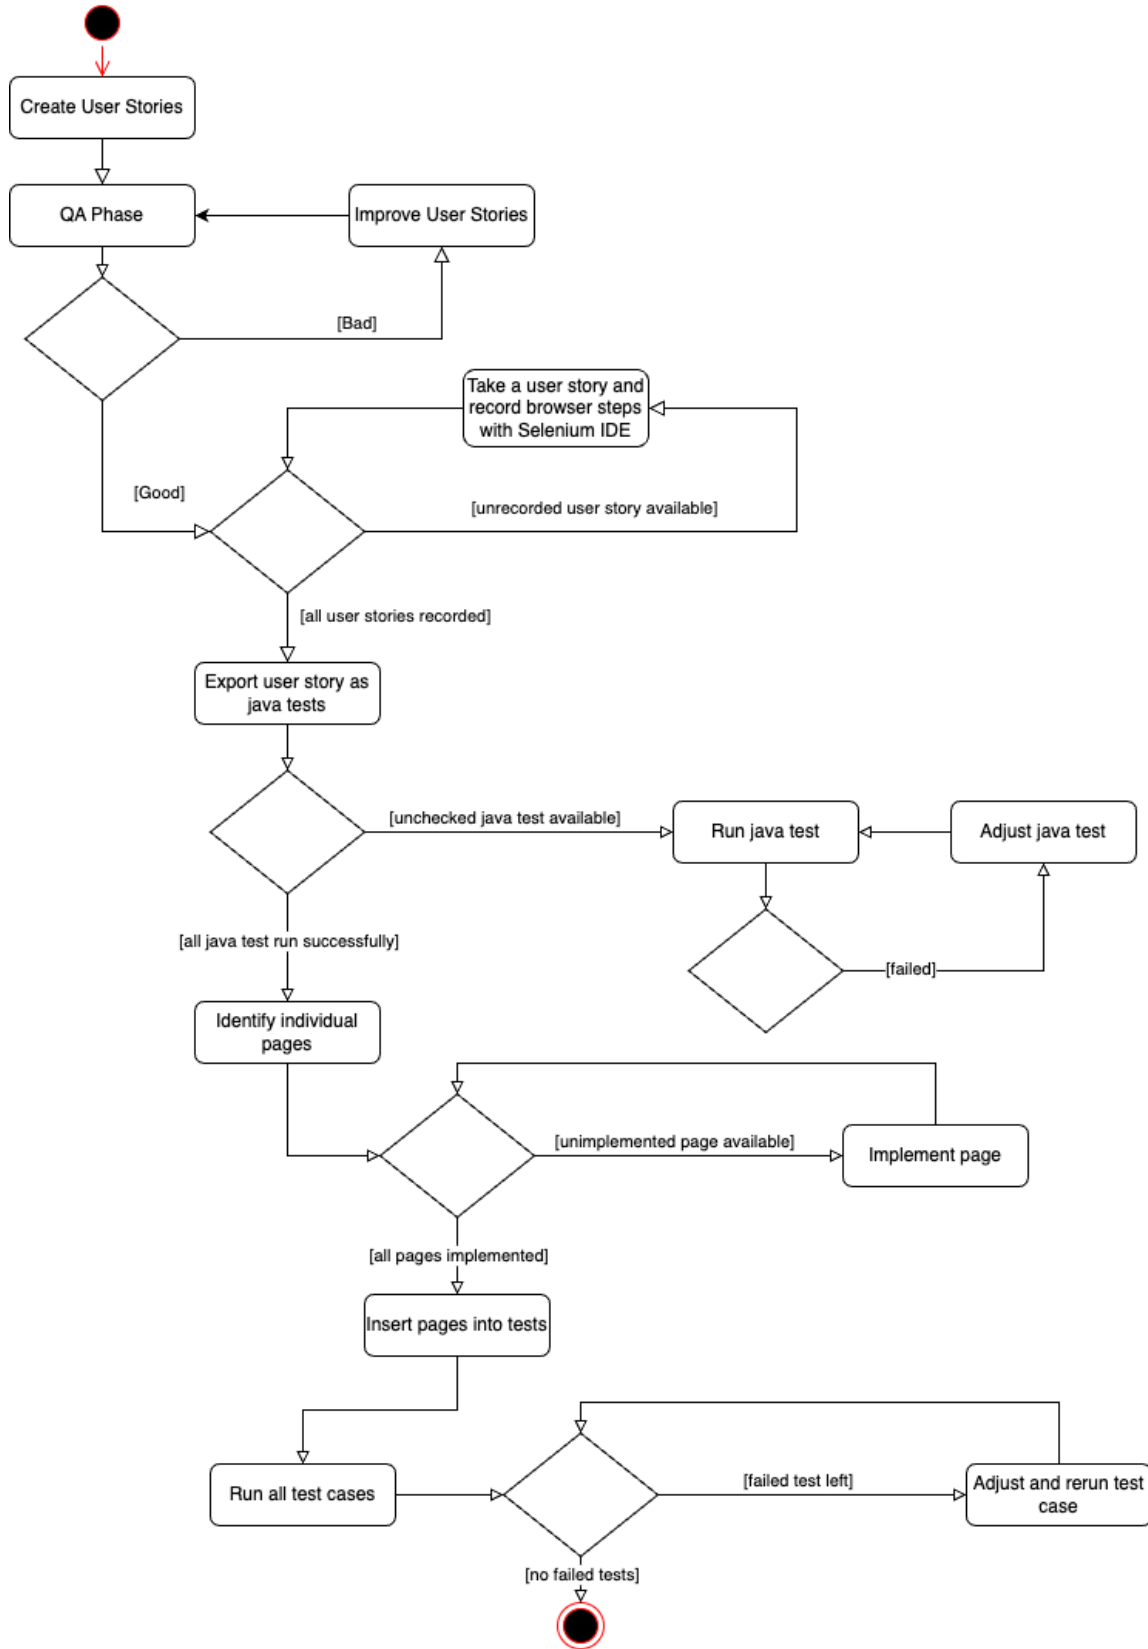 Create User Stories
QA Phase
Improve User Stories
[Bad]
Take a user story and
record browser steps
with Selenium IDE
[Good]
[unrecorded user story available]
[all user stories recorded]
Export user story as
java tests
[unchecked java test available]
Run java test
Adjust java test
[all java test run successfully]
[failed]
Identify individual
pages
[unimplemented page available]
Implement page
[all pages implemented]
Insert pages into tests
Run all test cases
[failed test left]
Adjust and rerun test
case
[no failed tests]